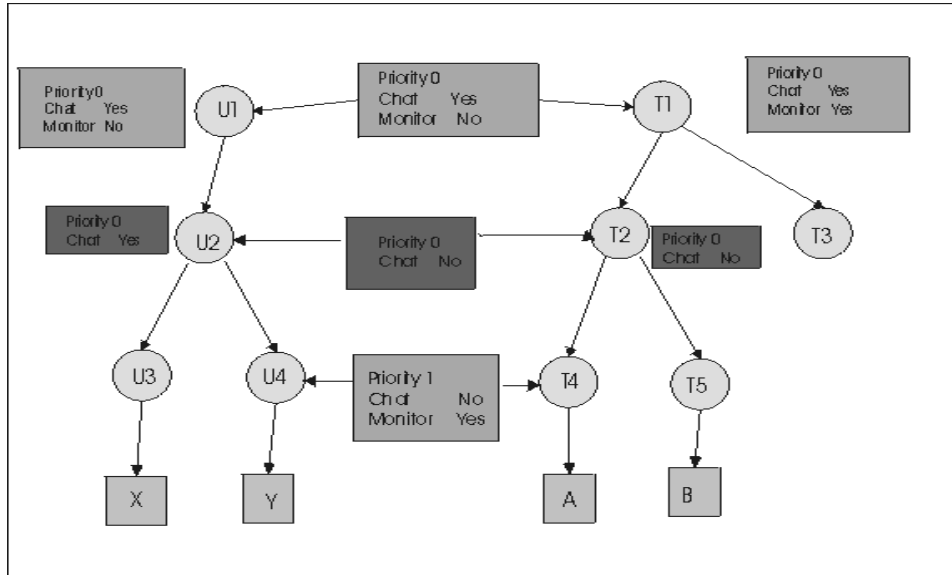 Priority 0
Chat Yes
Monitor No
U1
Priority 0
Chat Yes
Monitor No
T1
Priority 0
Chat Yes
Monitor Yes
Priority 0
Chat Yes
U2
Priority 0
Chat No
T2
Priority 0
Chat No
T3
U3
U4
Priority 1
Chat No
Monitor Yes
T4
T5
X
Y
A
B